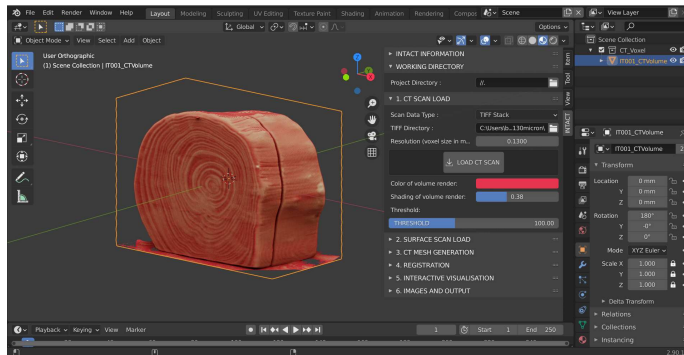 File Edit Render Window Help Layout Modeling Sculpting UV Editing Texture Paint Shading Animation Rendering Compos Scene View Layer
Global Options
Object Mode View Select Add Object
User Orthographic
(1) Scene Collection | IT001_CTVolume
Z
Item
Tool
View
INTACT
INTACT INFORMATION
WORKING DIRECTORY
Project Directory : //.
1. CT SCAN LOAD
Scan Data Type : TIFF Stack
TIFF Directory : C:\Users\b...130micron\
Resolution (voxel size in m... 0.1300
LOAD CT SCAN
Color of volume render:
Shading of volume render: 0.38
Threshold:
THRESHOLD 100.00
2. SURFACE SCAN LOAD
3. CT MESH GENERATION
4. REGISTRATION
5. INTERACTIVE VISUALISATION
6. IMAGES AND OUTPUT
Scene Collection
CT_Voxel
IT001_CTVolume
IT001_CTVolume 2
Transform
Location 0 mm
Y 0 mm
Z 0 mm
Rotation 180°
Y -0°
Z 0°
Mode XYZ Euler
Scale X 1.000
Y 1.000
Z 1.000
Delta Transform
Relations
Collections
Instancing
Playback Keying View Marker 1 Start 1 End 250